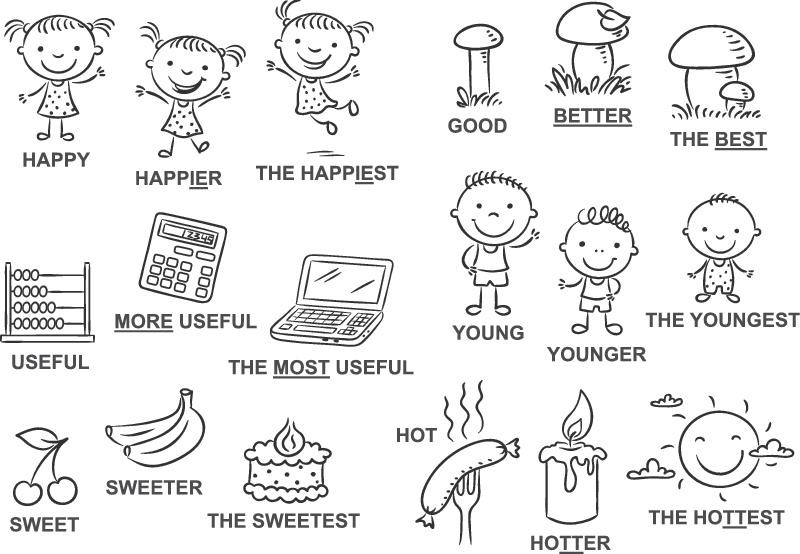 HAPPY
HAPPIER
THE HAPPIEST
GOOD
BETTER
THE BEST
12345
USEFUL
MORE USEFUL
THE MOST USEFUL
YOUNG
YOUNGER
THE YOUNGEST
SWEET
SWEETER
THE SWEETEST
HOT
HOTTER
THE HOTTEST